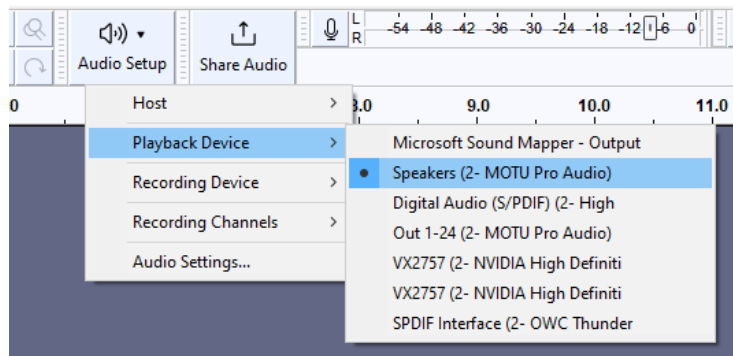 L
R
-54 -48 -42 -36 -30 -24 -18 -12 -6 0
Audio Setup
Share Audio
9.0 10.0 11.0
Host
Playback Device
Recording Device
Recording Channels
Audio Settings...
Microsoft Sound Mapper - Output
Speakers (2- MOTU Pro Audio)
Digital Audio (S/PDIF) (2- High
Out 1-24 (2- MOTU Pro Audio)
VX2757 (2- NVIDIA High Definiti
VX2757 (2- NVIDIA High Definiti
SPDIF Interface (2- OWC Thunder